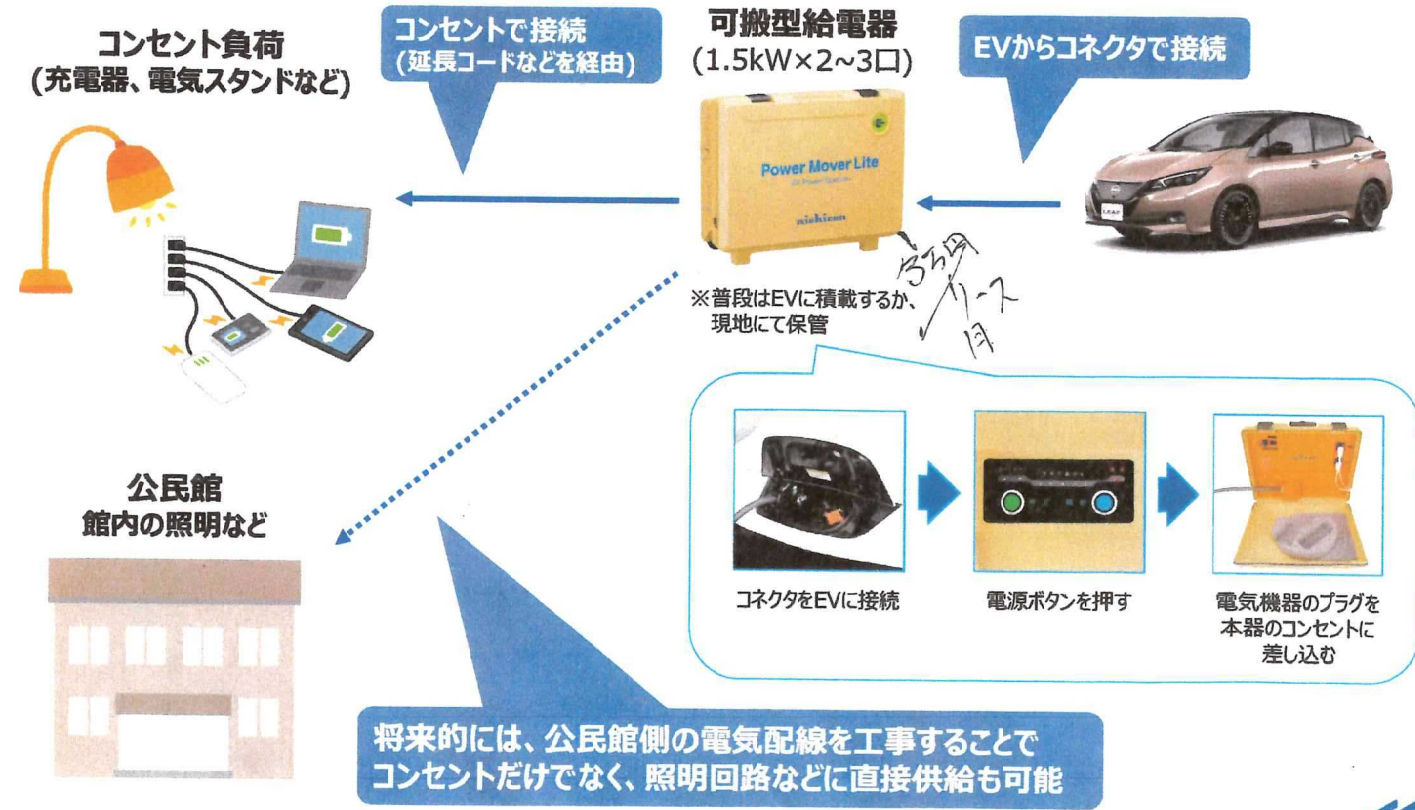 コンセント負荷
(充電器、電気スタンドなど)
コンセントで接続
(延長コードなどを経由)
可搬型給電器
(1.5kW×2~3口)
EVからコネクタで接続
Power Mover Lite
nichicon
※普段はEVに積載するか、
現地にて保管
リース
コネクタをEVに接続
電源ボタンを押す
電気機器のプラグを
本器のコンセントに
差し込む
公民館
館内の照明など
将来的には、公民館側の電気配線を工事することで
コンセントだけでなく、照明回路などに直接供給も可能